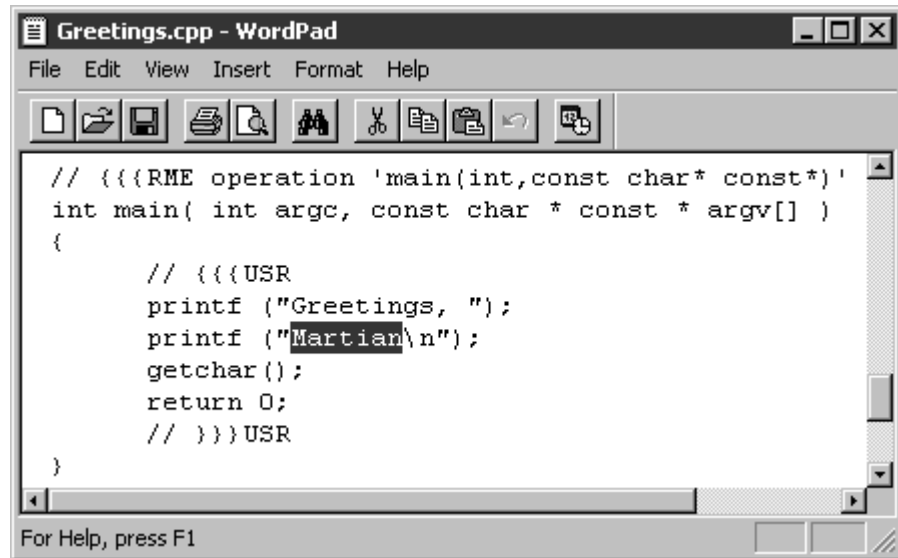 Greetings.cpp - WordPad
File Edit View Insert Format Help
// {{{RME operation 'main(int,const char* const*)'
int main( int argc, const char * const * argv[] )
{
// {{{USR
printf ("Greetings, ");
printf ("Martian\n");
getchar();
return 0;
// }}}USR
}
For Help, press F1